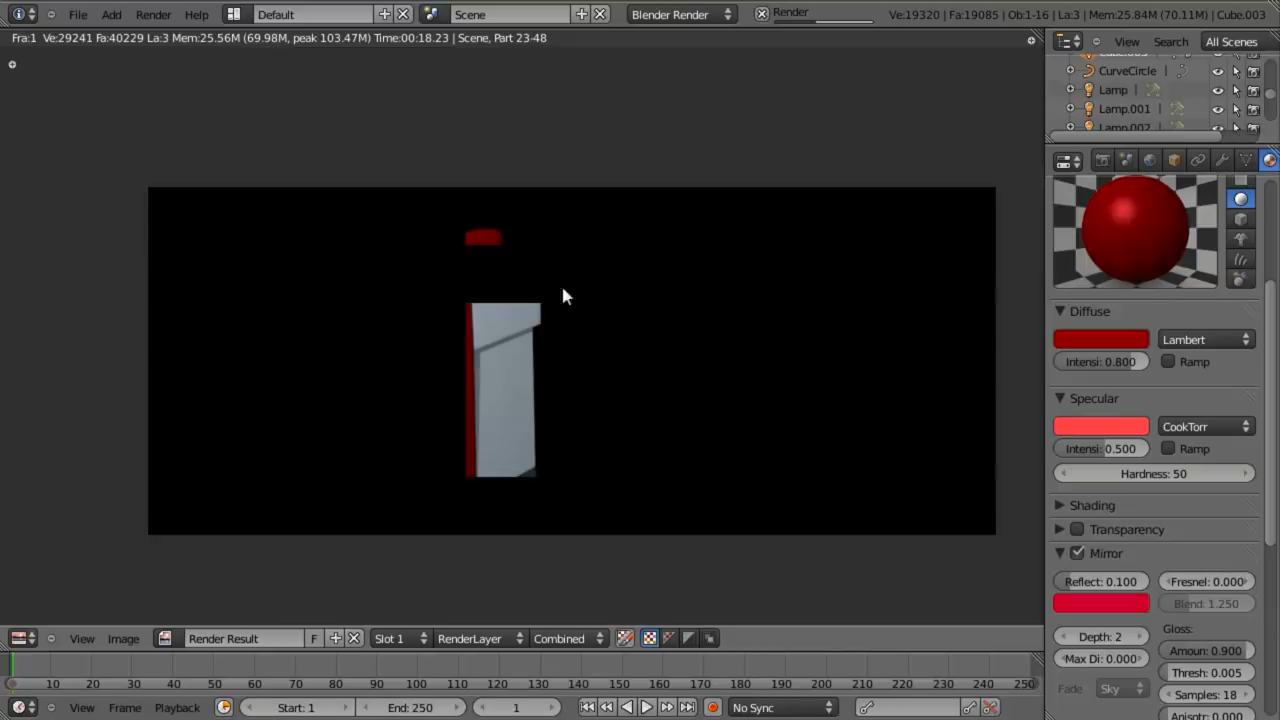 File Add Render Help Default Scene Blender Render Render Ve:19320 | Fa:19085 | Ob:1-16 | La:3 | Mem:25.84M (70.11M) | Cube.003
Fra:1 Ve:29241 Fa:40229 La:3 Mem:25.56M (69.98M, peak 103.47M) Time:00:18.23 | Scene, Part 23-48
View Search All Scenes
CurveCircle
Lamp
Lamp.001
Lamp.002
Diffuse
Lambert
Intensi: 0.800 Ramp
Specular
CookTorr
Intensi: 0.500 Ramp
Hardness: 50
Shading
Transparency
Mirror
Reflect: 0.100 Fresnel: 0.000
Blend: 1.250
Depth: 2 Gloss:
Max Di: 0.000 Amoun: 0.900
Thresh: 0.005
Fade Sky Samples: 18
Anisotr: 0.000
View Image Render Result F Slot 1 RenderLayer Combined
10 20 30 40 50 60 70 80 90 100 110 120 130 140 150 160 170 180 190 200 210 220 230 240 250
View Frame Playback Start: 1 End: 250 1 No Sync